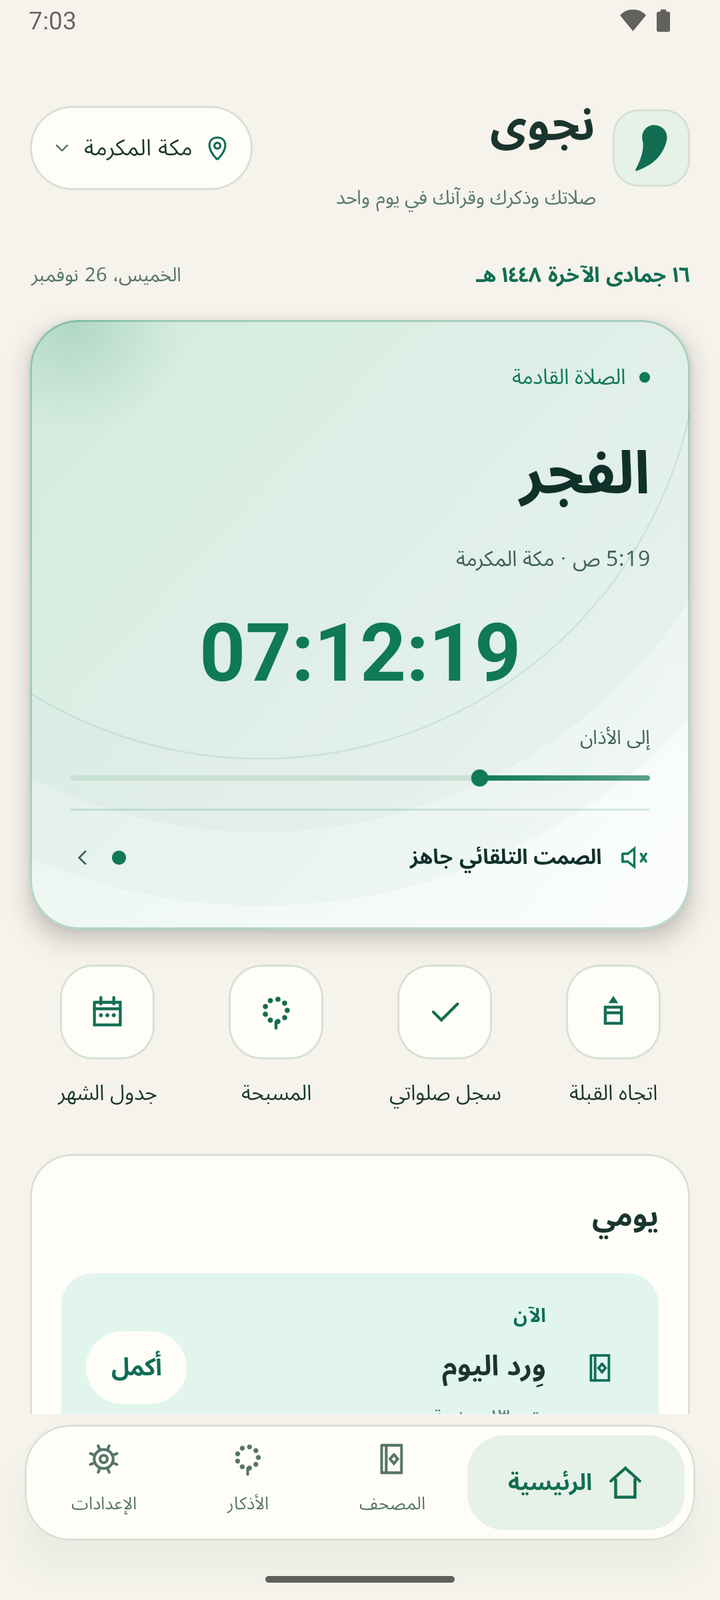 7:03
نجوى
صلاتك وذكرك وقرآنك في يوم واحد
مكة المكرمة
١٦ جمادى الآخرة ١٤٤٨ هـ
الخميس، 26 نوفمبر
الصلاة القادمة
الفجر
5:19 ص · مكة المكرمة
07:12:19
إلى الأذان
الصمت التلقائي جاهز
اتجاه القبلة
سجل صلواتي
المسبحة
جدول الشهر
يومي
الآن
وِرد اليوم
أكمل
الرئيسية
المصحف
الأذكار
الإعدادات